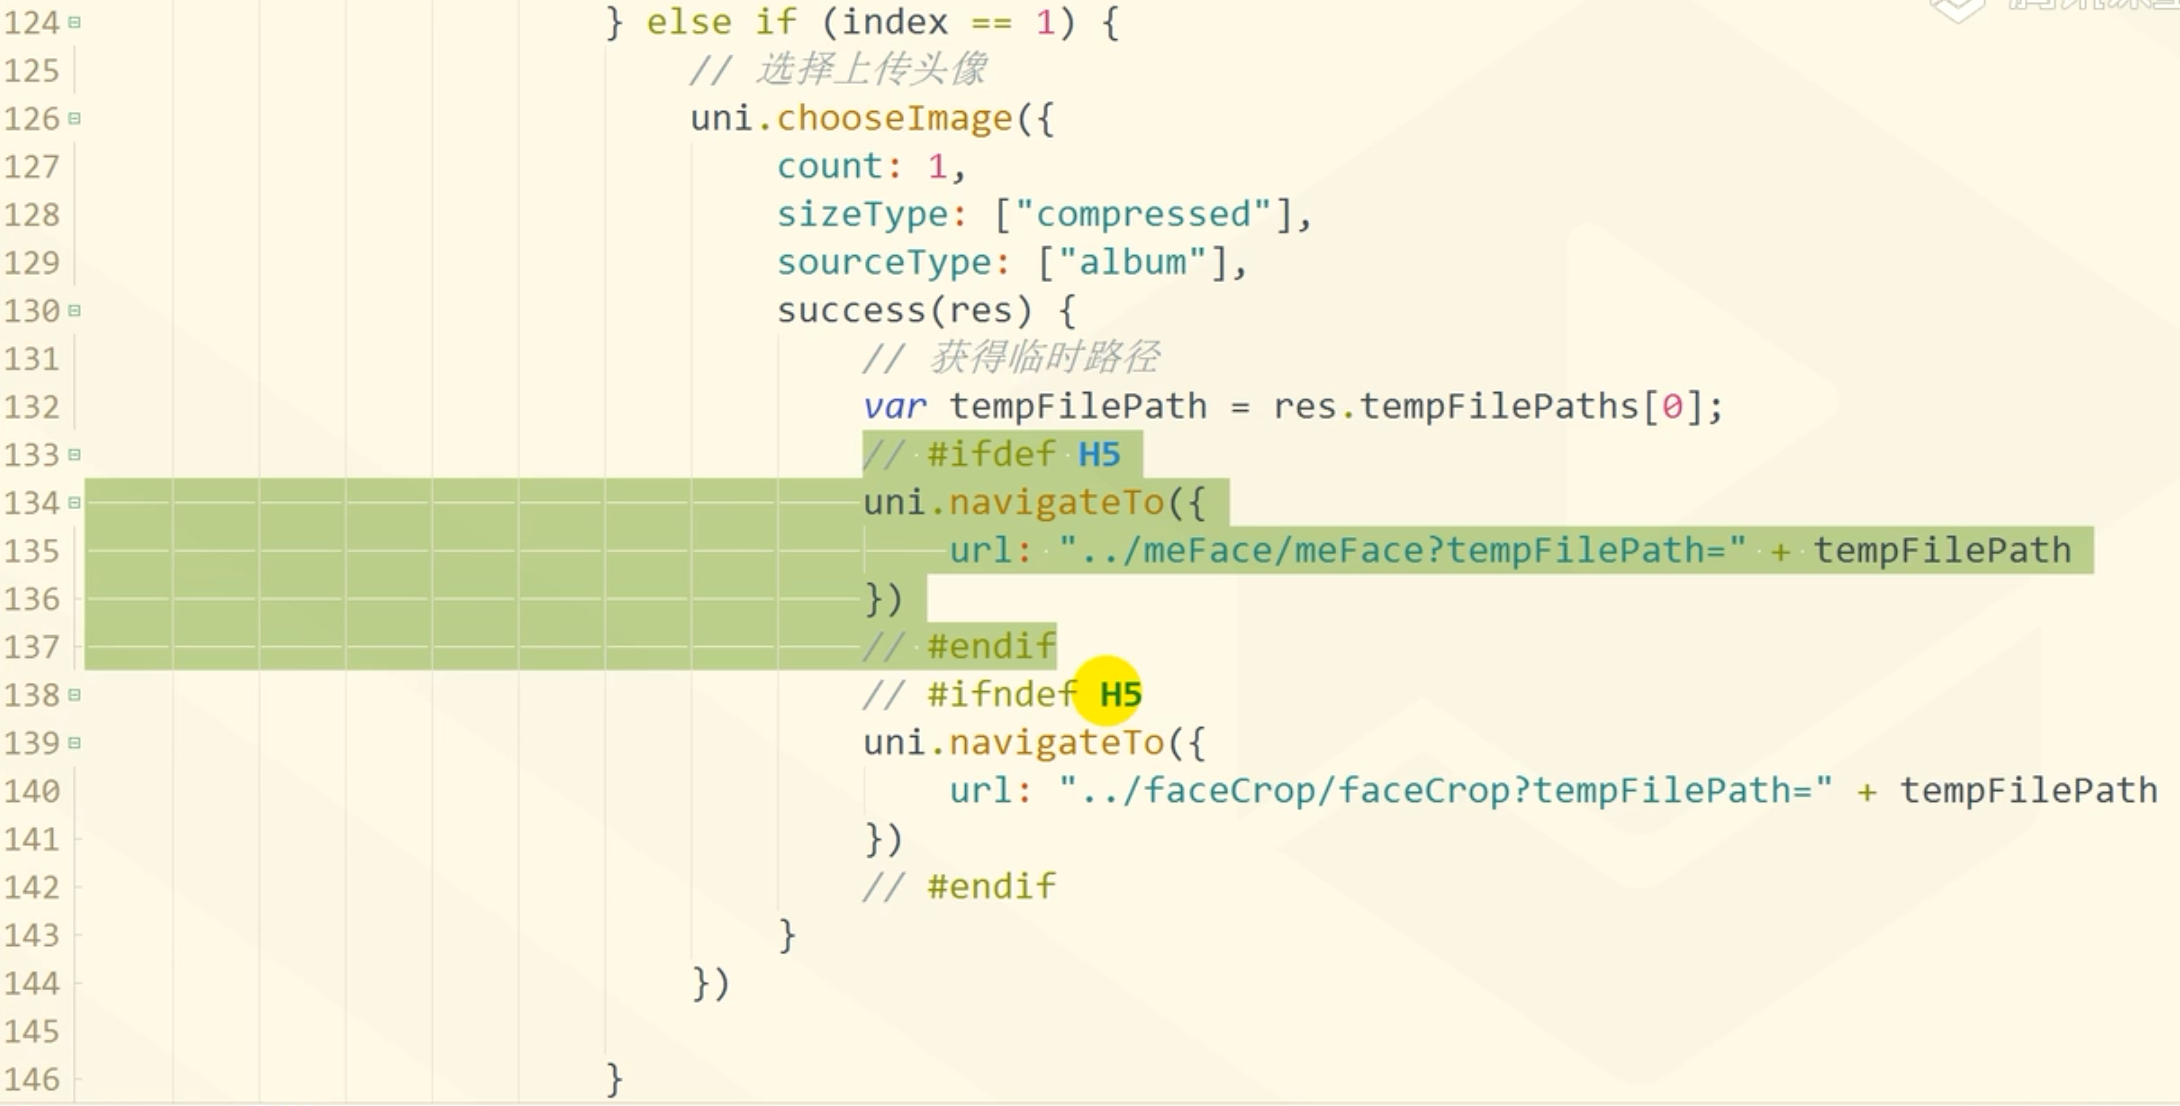 124 } else if (index == 1) {
125 // 选择上传头像
126 uni.chooseImage({
127 count: 1,
128 sizeType: ["compressed"],
129 sourceType: ["album"],
130 success(res) {
131 // 获得临时路径
132 var tempFilePath = res.tempFilePaths[0];
133 // #ifdef H5
134 uni.navigateTo({
135 url: "../meFace/meFace?tempFilePath=" + tempFilePath
136 })
137 // #endif
138 // #ifndef H5
139 uni.navigateTo({
140 url: "../faceCrop/faceCrop?tempFilePath=" + tempFilePath
141 })
142 // #endif
143 }
144 })
145
146 }